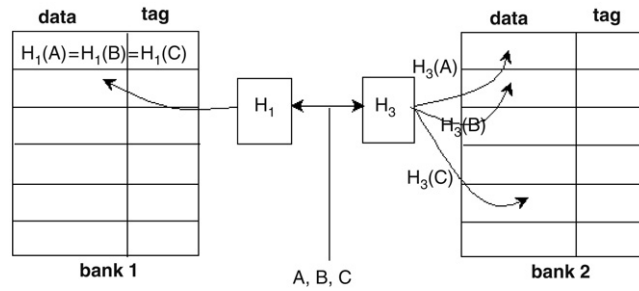 data tag
data tag
H₁(A)=H₁(B)=H₁(C)
H₃(A)
H₁
H₃
H₃(B)
H₃(C)
bank 1
A, B, C
bank 2